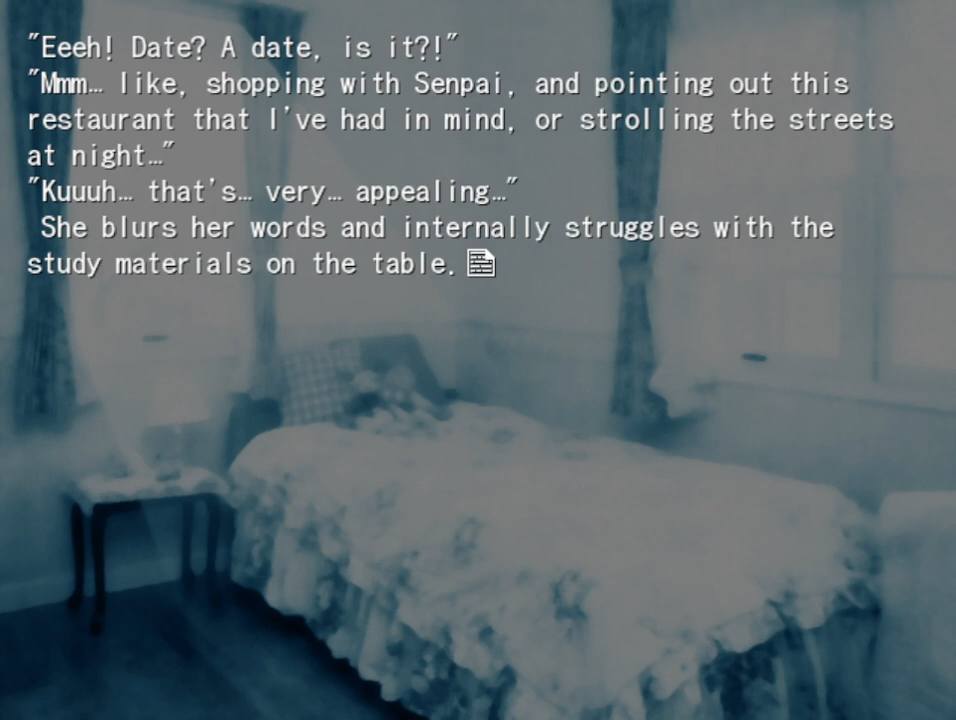 "Eeeh! Date? A date, is it?!"
"Mmm… like, shopping with Senpai, and pointing out this
restaurant that I've had in mind, or strolling the streets
at night…"
"Kuuuh… that's… very… appealing…"
She blurs her words and internally struggles with the
study materials on the table.